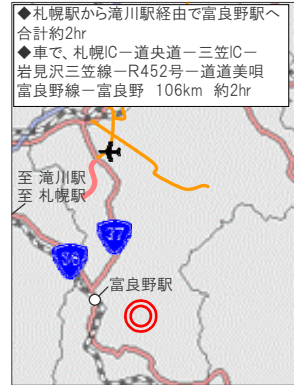 ◆札幌駅から滝川駅経由で富良野駅へ
合計約2hr
◆車で、札幌IC－道央道－三笠IC－
岩見沢三笠線－R452号－道道美唄
富良野線－富良野 106km 約2hr
至 滝川駅
至 札幌駅
37
38
富良野駅